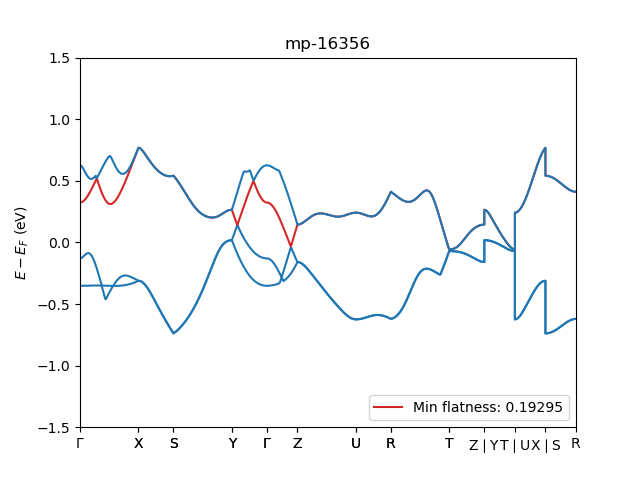 mp-16356
1.5
1.0
0.5
0.0
−0.5
−1.0
−1.5
E − E_F (eV)
Min flatness: 0.19295
Γ X S Y Γ Z U R T Z | Y T | U X | S R